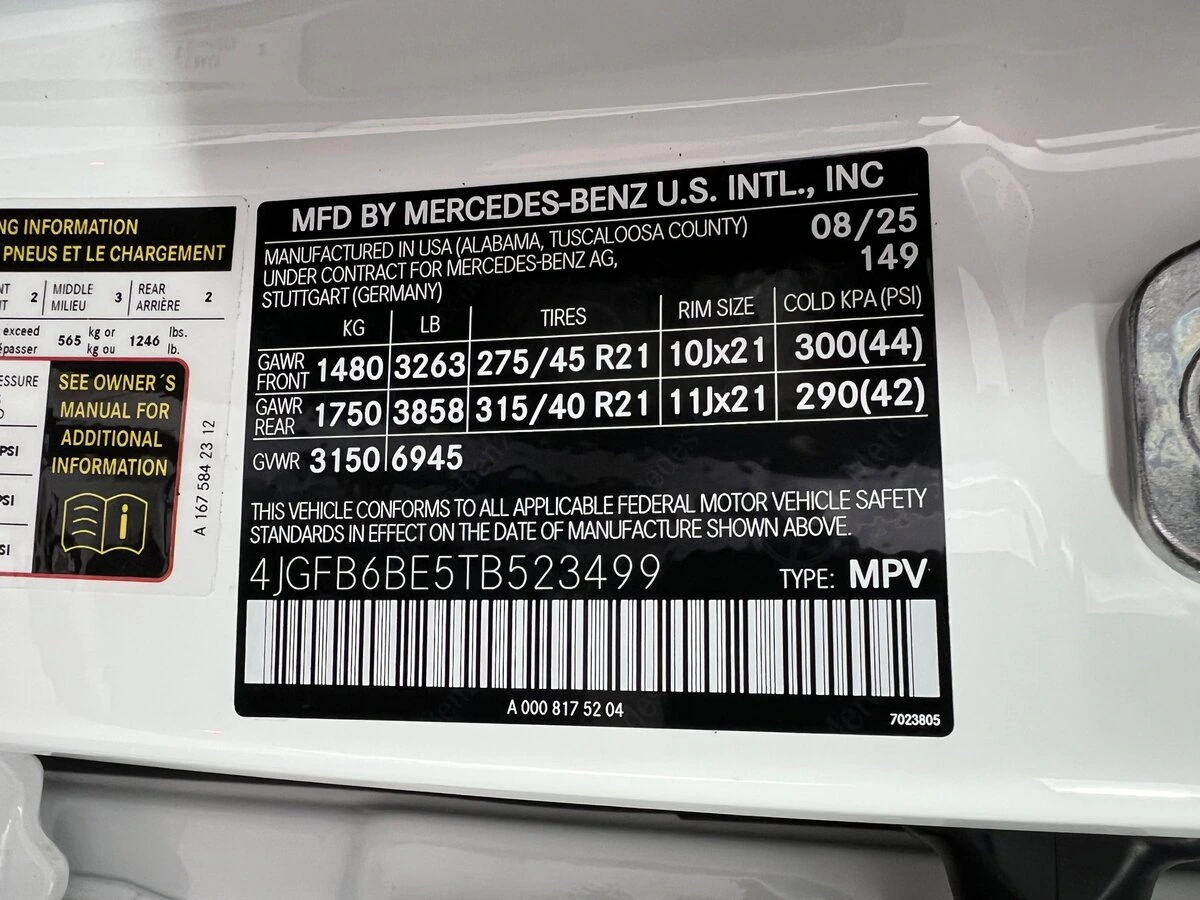 NG INFORMATION
PNEUS ET LE CHARGEMENT
2 MIDDLE 3 REAR 2
MILIEU ARRIÈRE
exceed 565 kg or 1246 lbs.
kg ou lb.
SEE OWNER´S
MANUAL FOR
ADDITIONAL
INFORMATION
PSI
PSI
SI
A 167 584 23 12
MFD BY MERCEDES-BENZ U.S. INTL., INC
MANUFACTURED IN USA (ALABAMA, TUSCALOOSA COUNTY) 08/25
UNDER CONTRACT FOR MERCEDES-BENZ AG, 149
STUTTGART (GERMANY)
KG LB TIRES RIM SIZE COLD KPA (PSI)
GAWR FRONT 1480 3263 275/45 R21 10Jx21 300(44)
GAWR REAR 1750 3858 315/40 R21 11Jx21 290(42)
GVWR 3150 6945
THIS VEHICLE CONFORMS TO ALL APPLICABLE FEDERAL MOTOR VEHICLE SAFETY
STANDARDS IN EFFECT ON THE DATE OF MANUFACTURE SHOWN ABOVE.
4JGFB6BE5TB523499 TYPE: MPV
A 000 817 52 04
7023805